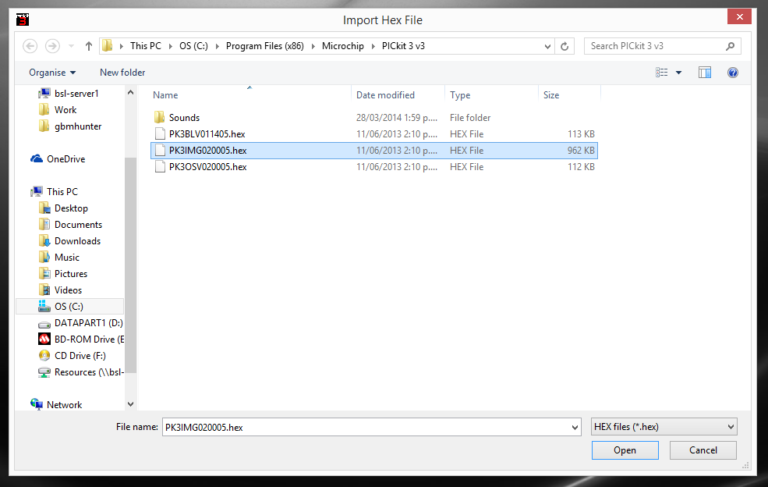 Import Hex File
This PC OS (C:) Program Files (x86) Microchip PICkit 3 v3
Search PICkit 3 v3
Organise New folder
Name Date modified Type Size
Sounds 28/03/2014 1:59 p.... File folder
PK3BLV011405.hex 11/06/2013 2:10 p.... HEX File 113 KB
PK3IMG020005.hex 11/06/2013 2:10 p.... HEX File 962 KB
PK3OSV020005.hex 11/06/2013 2:10 p.... HEX File 112 KB
bsl-server1
Work
gbmhunter
OneDrive
This PC
Desktop
Documents
Downloads
Music
Pictures
Videos
OS (C:)
DATAPART1 (D:)
BD-ROM Drive (E
CD Drive (F:)
Resources (\\bsl-
Network
File name: PK3IMG020005.hex
HEX files (*.hex)
Open Cancel